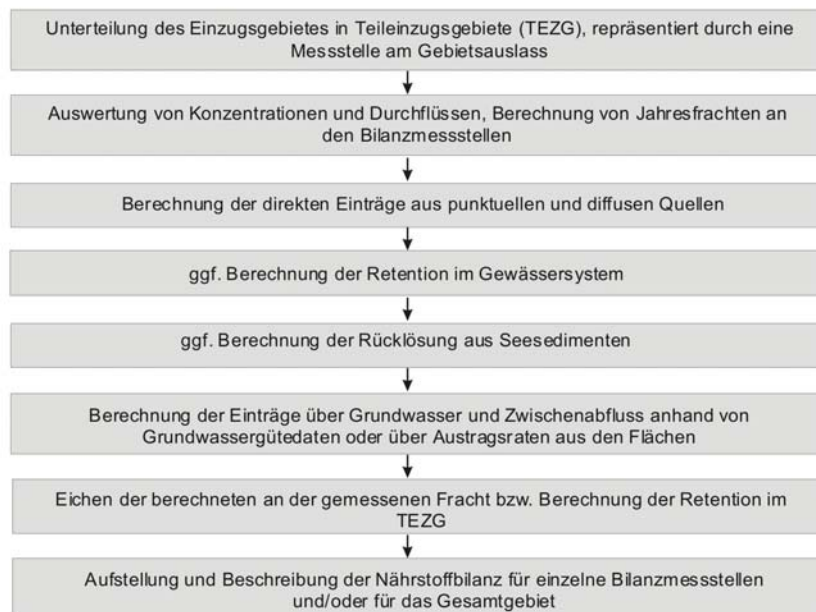 Unterteilung des Einzugsgebietes in Teileinzugsgebiete (TEZG), repräsentiert durch eine
Messstelle am Gebietsauslass
Auswertung von Konzentrationen und Durchflüssen, Berechnung von Jahresfrachten an
den Bilanzmessstellen
Berechnung der direkten Einträge aus punktuellen und diffusen Quellen
ggf. Berechnung der Retention im Gewässersystem
ggf. Berechnung der Rücklösung aus Seesedimenten
Berechnung der Einträge über Grundwasser und Zwischenabfluss anhand von
Grundwassergütedaten oder über Austragsraten aus den Flächen
Eichen der berechneten an der gemessenen Fracht bzw. Berechnung der Retention im
TEZG
Aufstellung und Beschreibung der Nährstoffbilanz für einzelne Bilanzmessstellen
und/oder für das Gesamtgebiet